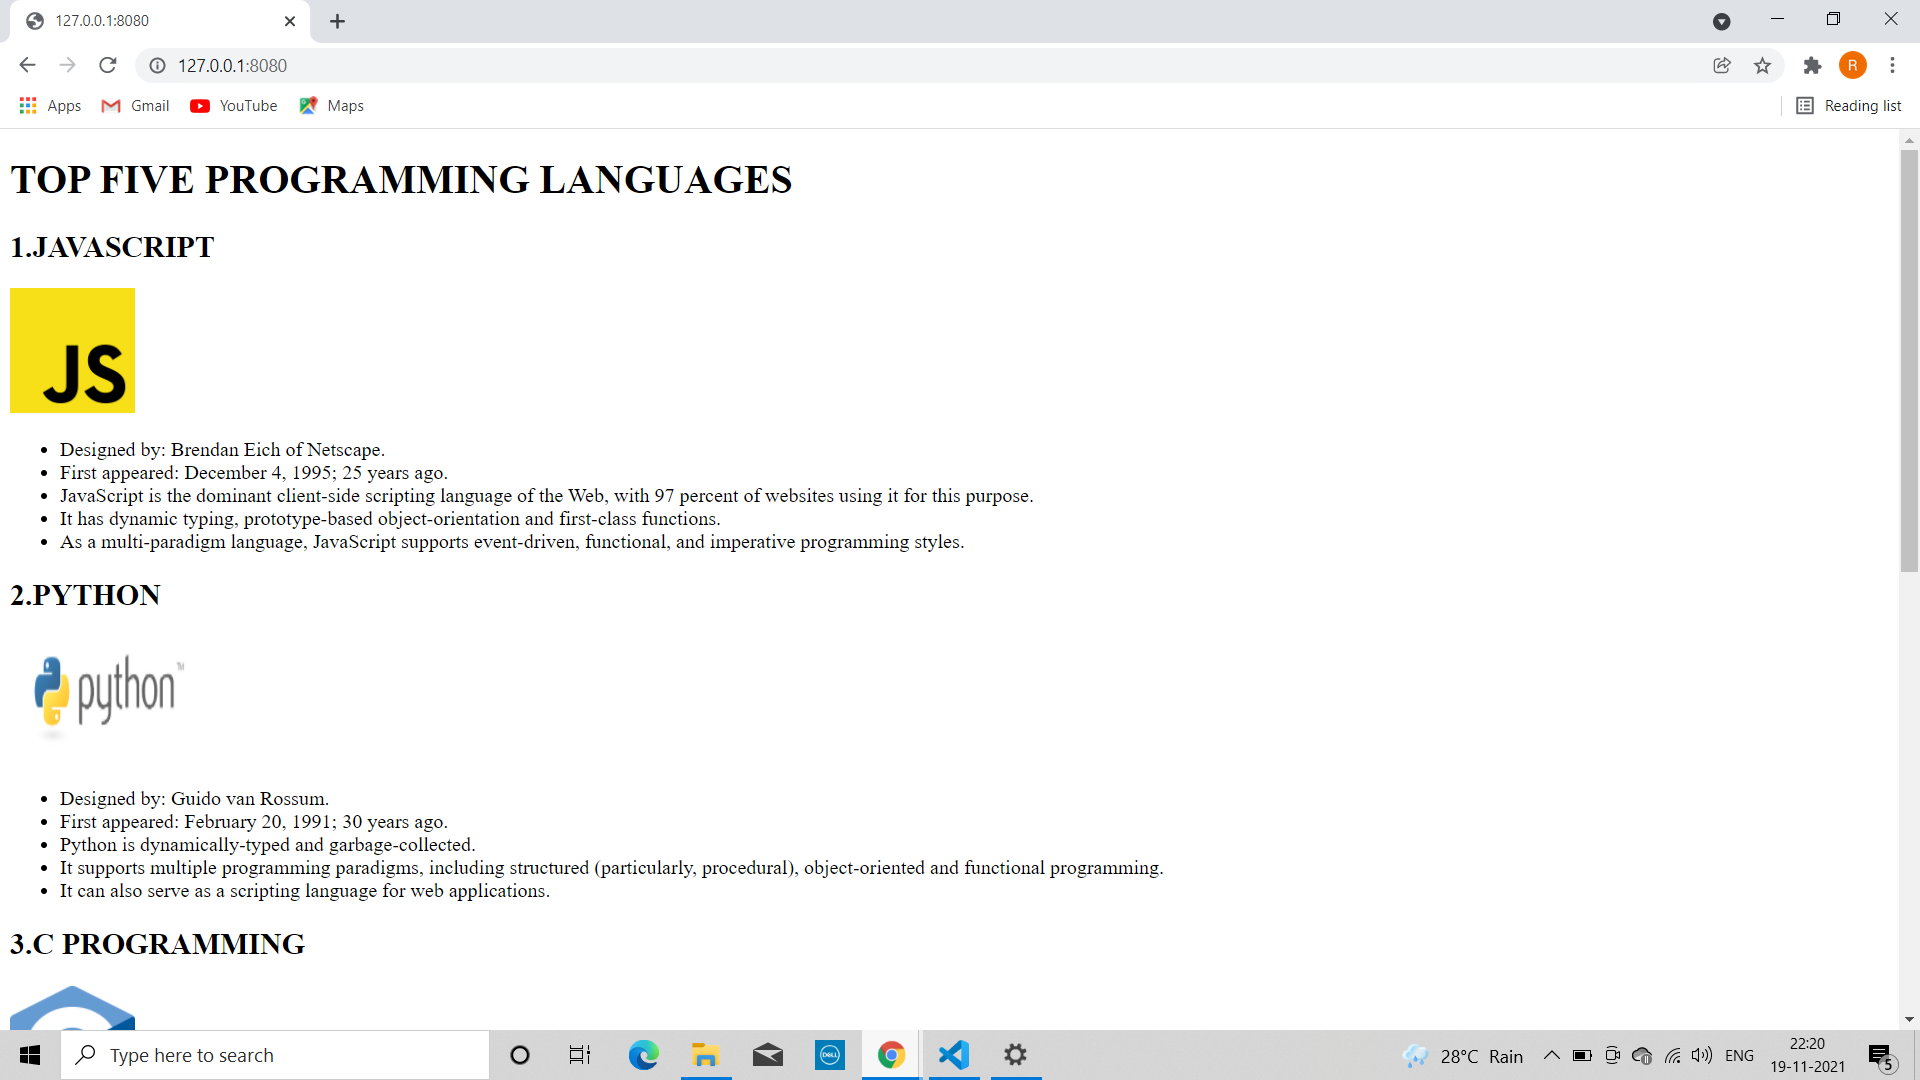 127.0.0.1:8080
127.0.0.1:8080
R
Apps
Gmail
YouTube
Maps
Reading list
TOP FIVE PROGRAMMING LANGUAGES
1.JAVASCRIPT
JS
Designed by: Brendan Eich of Netscape.
First appeared: December 4, 1995; 25 years ago.
JavaScript is the dominant client-side scripting language of the Web, with 97 percent of websites using it for this purpose.
It has dynamic typing, prototype-based object-orientation and first-class functions.
As a multi-paradigm language, JavaScript supports event-driven, functional, and imperative programming styles.
2.PYTHON
python™
Designed by: Guido van Rossum.
First appeared: February 20, 1991; 30 years ago.
Python is dynamically-typed and garbage-collected.
It supports multiple programming paradigms, including structured (particularly, procedural), object-oriented and functional programming.
It can also serve as a scripting language for web applications.
3.C PROGRAMMING
Type here to search
DELL
28°C Rain
ENG
22:20
19-11-2021
5